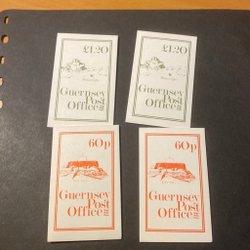 £1.20
Guernsey
Post
Office
£1.20
Guernsey
Post
Office
60p
Guernsey
Post
Office
60p
Guernsey
Post
Office